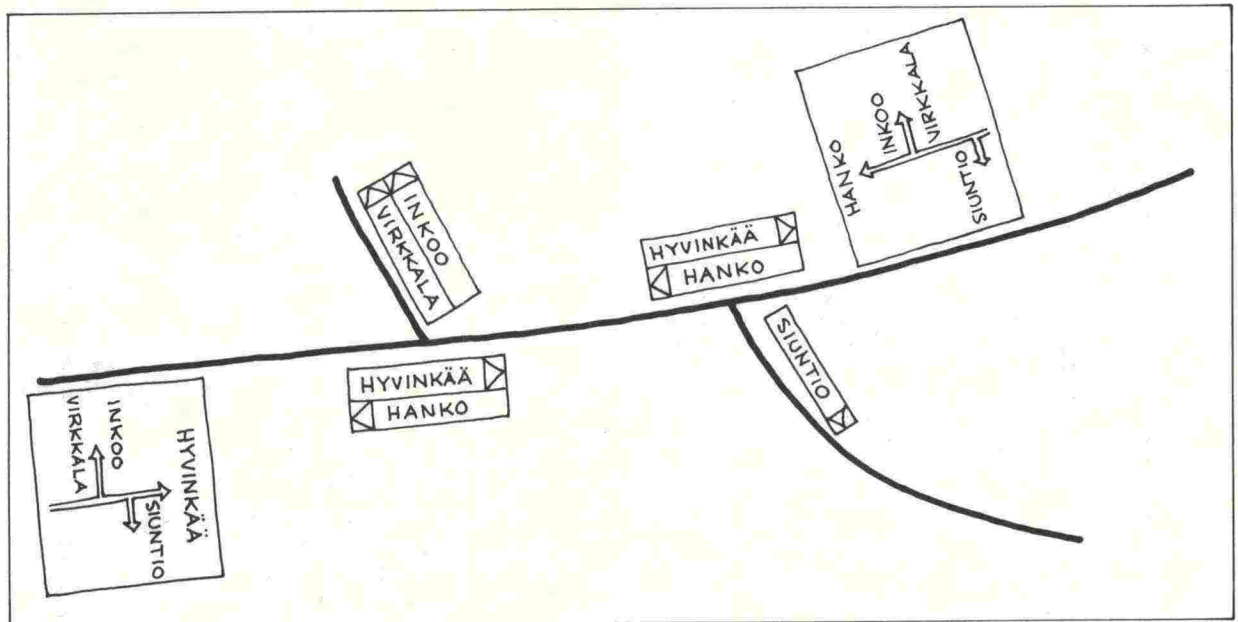 HANKO
INKOO
VIRKKALA
SIUNTIO
INKOO
VIRKKALA
HYVINKÄÄ
HANKO
SIUNTIO
HYVINKÄÄ
HANKO
VIRKKALA
INKOO
HYVINKÄÄ
SIUNTIO